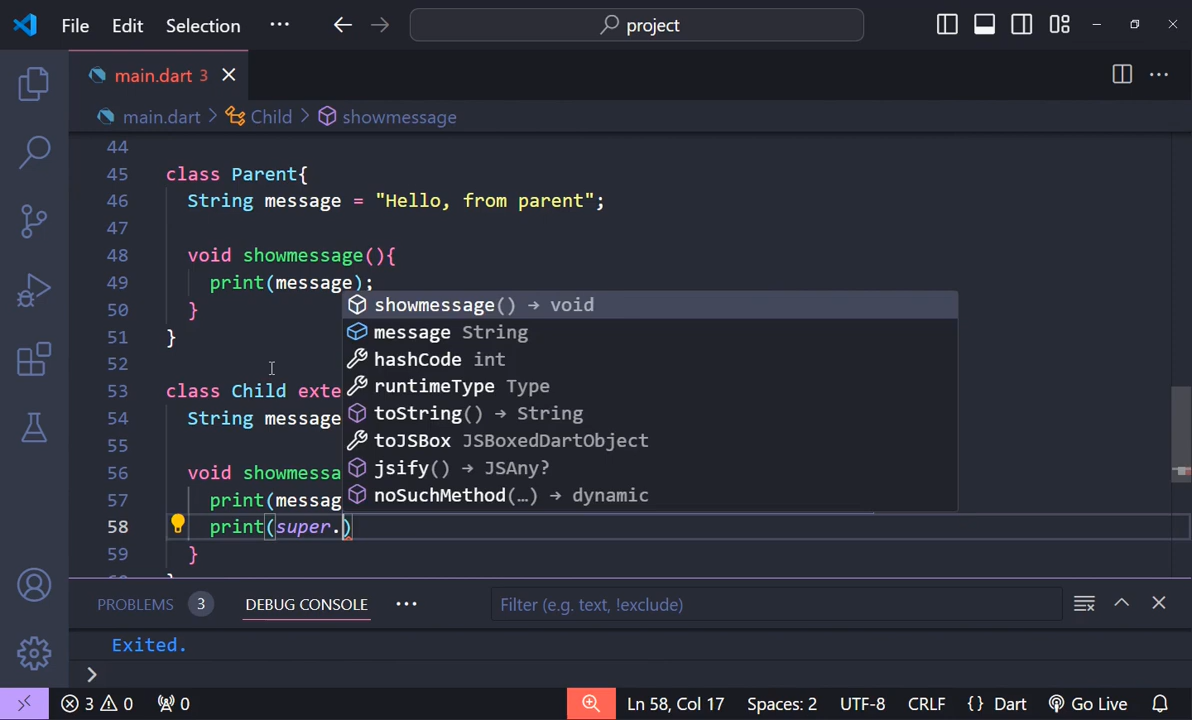 File Edit Selection ··· project
main.dart 3
main.dart > Child > showmessage
44
45 class Parent{
46 String message = "Hello, from parent";
47
48 void showmessage(){
49 print(message);
50 }
showmessage() → void
51 }
message String
52
hashCode int
53 class Child exte
runtimeType Type
54 String message
toString() → String
55
toJSBox JSBoxedDartObject
56 void showmessa
jsify() → JSAny?
57 print(messag
noSuchMethod(…) → dynamic
58 print(super.)
59 }
PROBLEMS 3 DEBUG CONSOLE ··· Filter (e.g. text, !exclude)
Exited.
>
3 0 0 Ln 58, Col 17 Spaces: 2 UTF-8 CRLF {} Dart Go Live